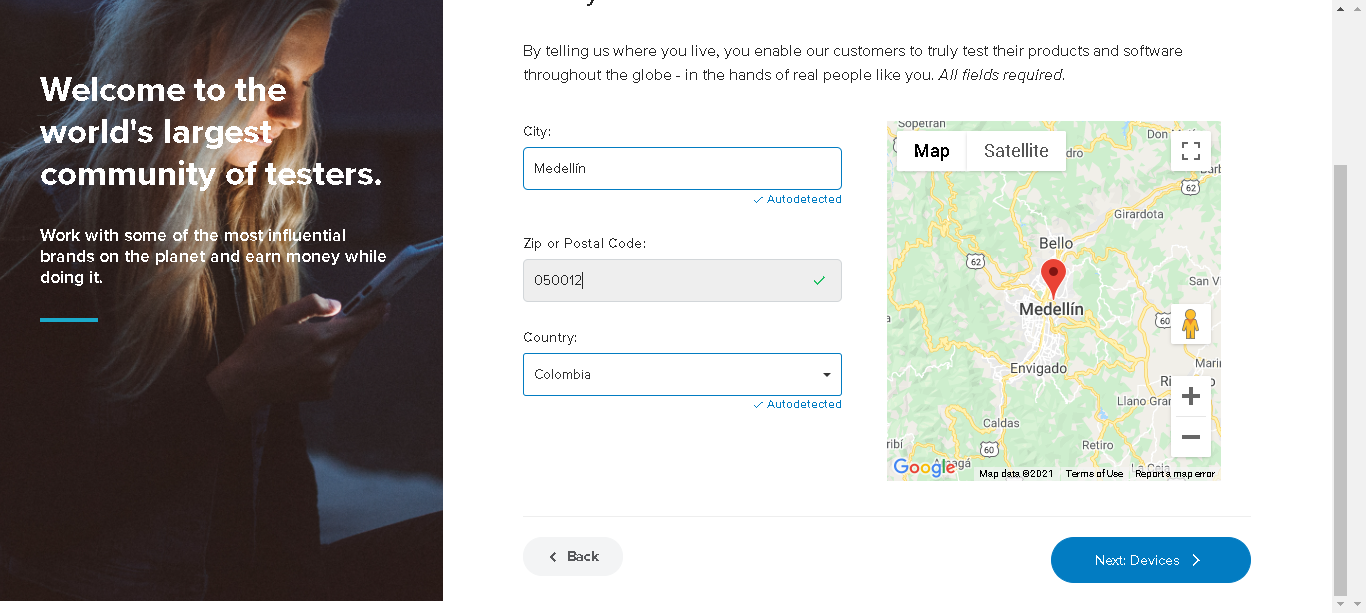 Welcome to the
world's largest
community of testers.
Work with some of the most influential
brands on the planet and earn money while
doing it.
By telling us where you live, you enable our customers to truly test their products and software
throughout the globe - in the hands of real people like you. All fields required.
City:
Medellín
Autodetected
Zip or Postal Code:
050012
Country:
Colombia
Autodetected
Sopetran
Map
Satellite
Don
dro
Barb
62
Girardota
Bello
62
San Vi
Medellín
60
Envigado
Marin
Ri
o
Llano Gran
Caldas
ribí
60
Retiro
La Ceja
Google
agá
Map data ©2021
Terms of Use
Report a map error
Back
Next: Devices